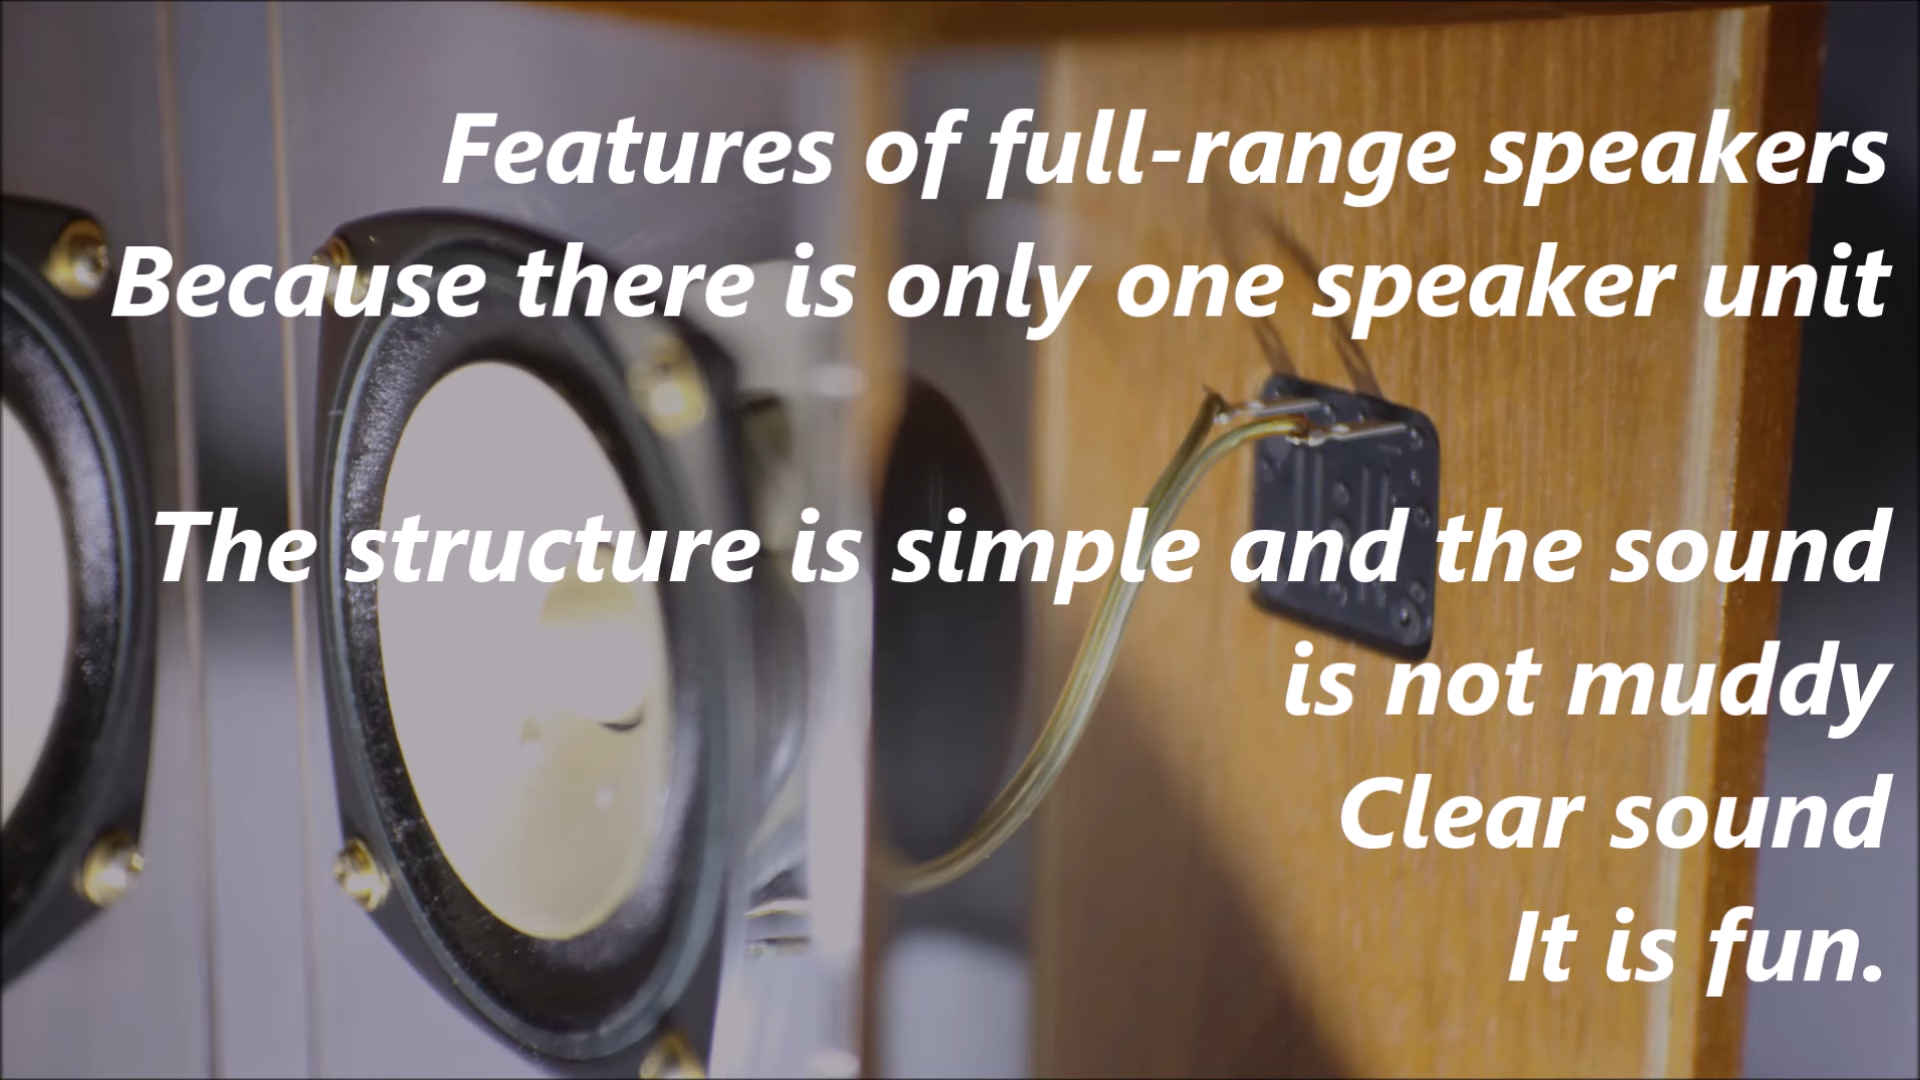 Features of full-range speakers
Because there is only one speaker unit
The structure is simple and the sound
is not muddy
Clear sound
It is fun.